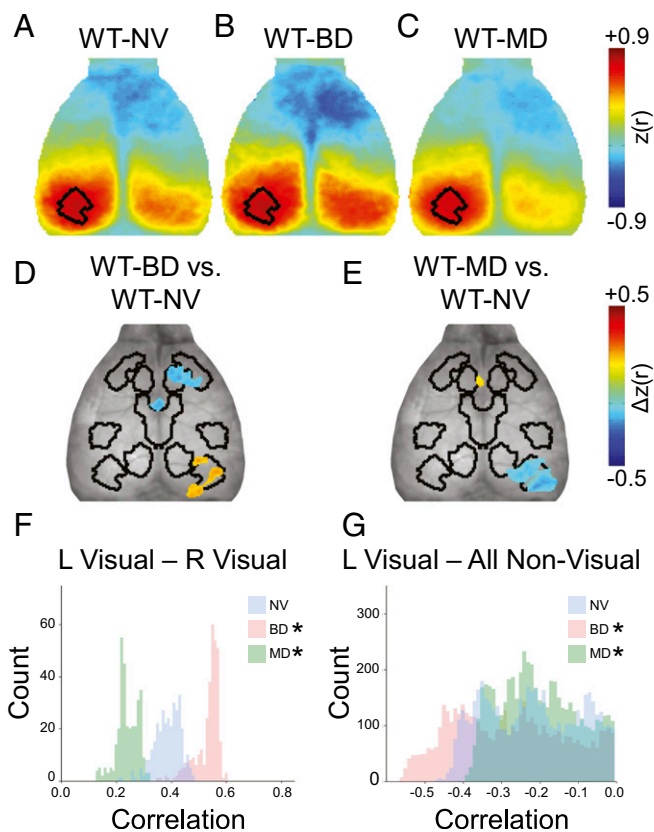 A WT-NV
B WT-BD
C WT-MD
+0.9
z(r)
-0.9
D WT-BD vs.
WT-NV
E WT-MD vs.
WT-NV
+0.5
Δz(r)
-0.5
F
L Visual – R Visual
NV
BD *
MD *
Count
60
40
20
0
0.0 0.2 0.4 0.6 0.8
Correlation
G
L Visual – All Non-Visual
NV
BD *
MD *
Count
300
200
100
0
-0.5 -0.4 -0.3 -0.2 -0.1 0.0
Correlation